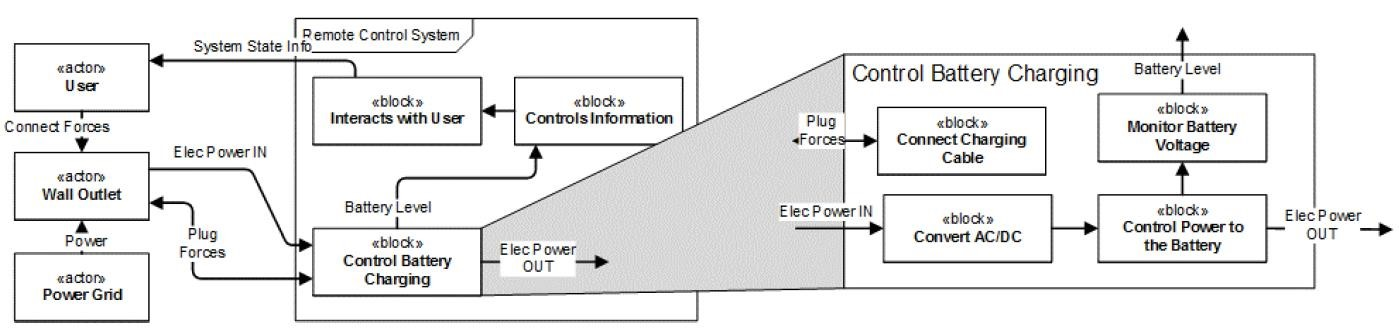 Remote Control System
System State Info
«actor»
User
Connect Forces
«actor»
Wall Outlet
Power
«actor»
Power Grid
Elec Power IN
Plug
Forces
«block»
Interacts with User
«block»
Controls Information
Battery Level
«block»
Control Battery
Charging
Elec Power
OUT
Control Battery Charging
Battery Level
Plug
Forces
«block»
Connect Charging
Cable
«block»
Monitor Battery
Voltage
Elec Power IN
«block»
Convert AC/DC
«block»
Control Power to
the Battery
Elec Power
OUT